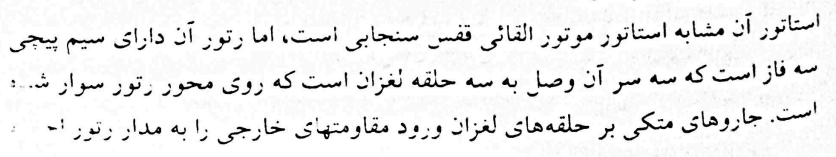 استاتور آن مشابه استاتور موتور القائی قفس سنجابی است، اما رتور آن دارای سیم پیچی
سه فاز است که سه سر آن وصل به سه حلقه لغزان است که روی محور رتور سوار
است. جاروهای متکی بر حلقه‌های لغزان ورود مقاومتهای خارجی را به مدار رتور